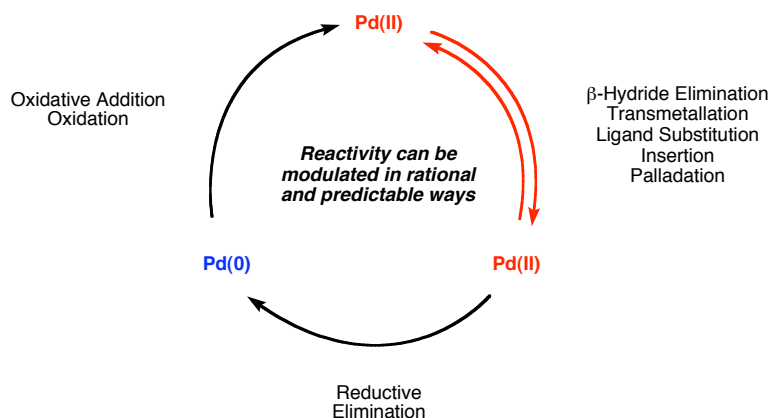 Pd(II)
Oxidative Addition
Oxidation
β-Hydride Elimination
Transmetallation
Ligand Substitution
Insertion
Palladation
Reactivity can be
modulated in rational
and predictable ways
Pd(0)
Pd(II)
Reductive
Elimination